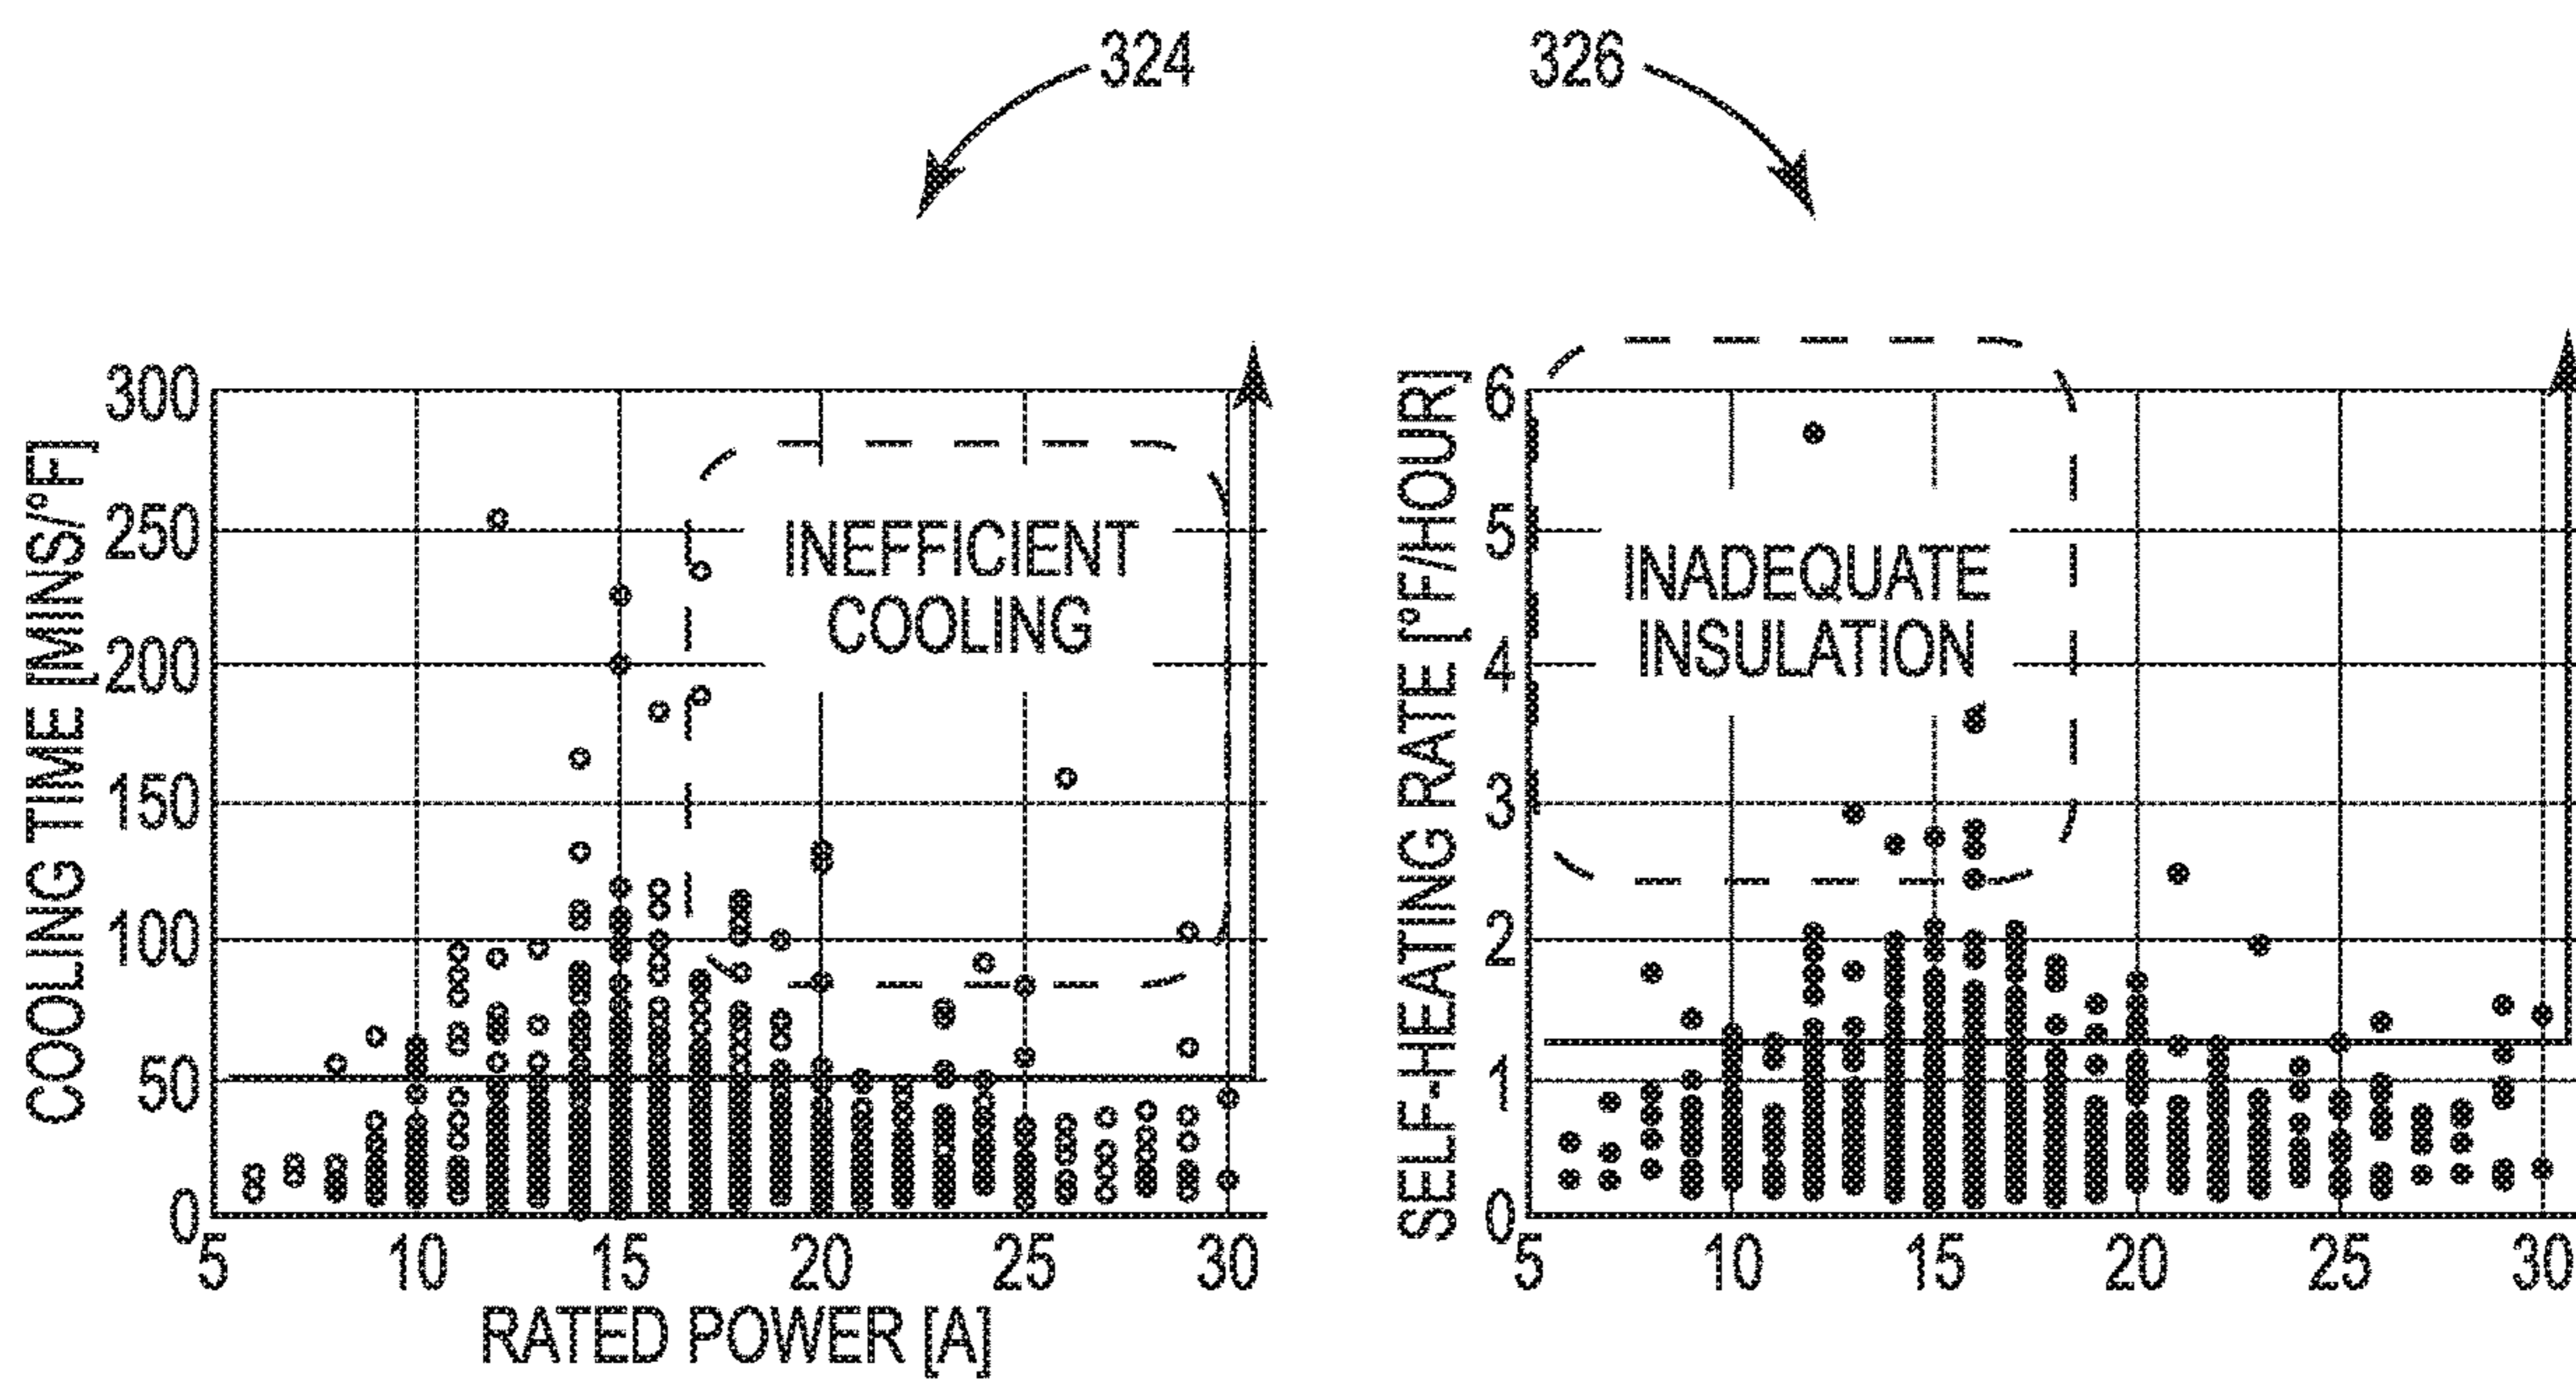 324
326
COOLING TIME [MINS/°F]
300
250
200
150
100
50
0
INEFFICIENT
COOLING
5 10 15 20 25 30
RATED POWER [A]
SELF-HEATING RATE [°F/HOUR]
6
5
4
3
2
1
0
INADEQUATE
INSULATION
5 10 15 20 25 30